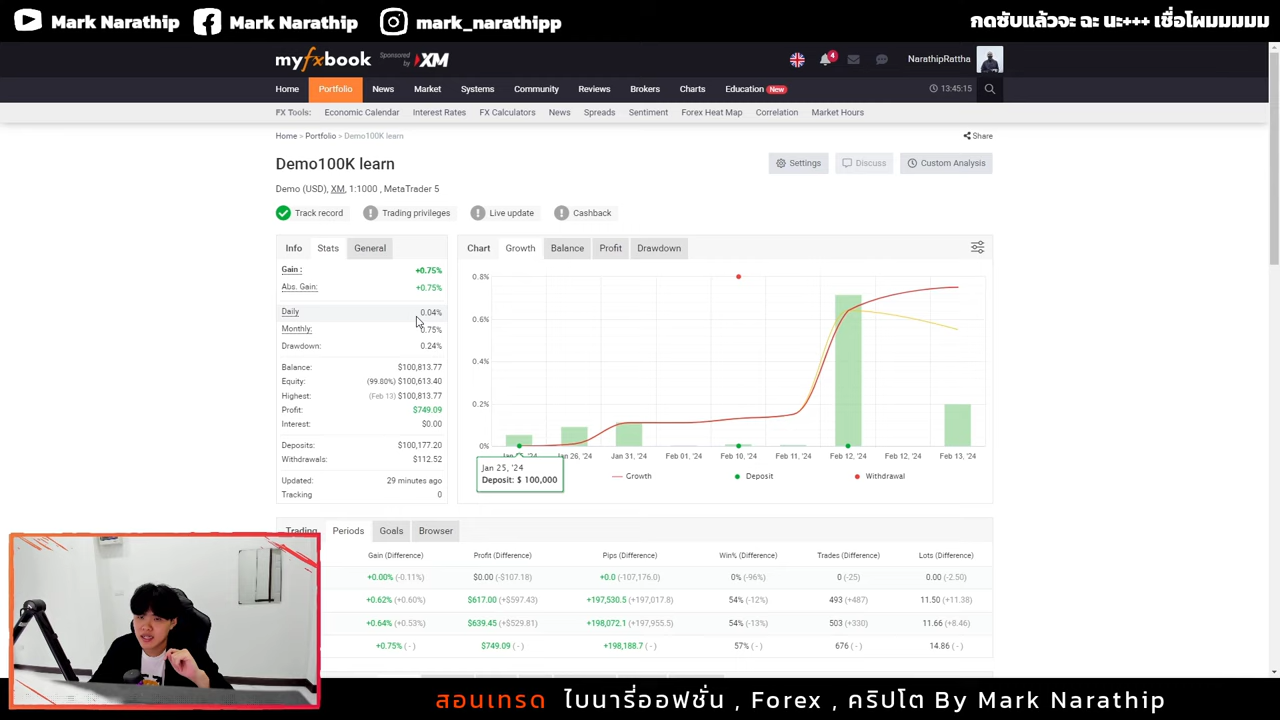 Mark Narathip Mark Narathip mark_narathipp กดซับแล้วจะ ฉะ นะ+++ เชื่อโผมมมมม
myfxbook Sponsored by XM 4 NarathipRattha
Home Portfolio News Market Systems Community Reviews Brokers Charts Education New 13:45:15
FX Tools: Economic Calendar Interest Rates FX Calculators News Spreads Sentiment Forex Heat Map Correlation Market Hours
Home > Portfolio > Demo100K learn Share
Demo100K learn Settings Discuss Custom Analysis
Demo (USD), XM, 1:1000 , MetaTrader 5
Track record Trading privileges Live update Cashback
Info Stats General
Gain : +0.75%
Abs. Gain: +0.75%
Daily 0.04%
Monthly: 0.75%
Drawdown: 0.24%
Balance: $100,813.77
Equity: (99.80%) $100,613.40
Highest: (Feb 13) $100,813.77
Profit: $749.09
Interest: $0.00
Deposits: $100,177.20
Withdrawals: $112.52
Updated: 29 minutes ago
Tracking 0
Chart Growth Balance Profit Drawdown
0.8%
0.6%
0.4%
0.2%
0%
Jan 26, '24 Jan 31, '24 Feb 01, '24 Feb 10, '24 Feb 11, '24 Feb 12, '24 Feb 12, '24 Feb 13, '24
Jan 25, '24
Deposit: $ 100,000
Growth Deposit Withdrawal
Trading Periods Goals Browser
Gain (Difference) Profit (Difference) Pips (Difference) Win% (Difference) Trades (Difference) Lots (Difference)
+0.00% (-0.11%) $0.00 (-$107.18) +0.0 (-107,176.0) 0% (-96%) 0 (-25) 0.00 (-2.50)
+0.62% (+0.60%) $617.00 (+$597.43) +197,530.5 (+197,017.8) 54% (-12%) 493 (+487) 11.50 (+11.38)
+0.64% (+0.53%) $639.45 (+$529.81) +198,072.1 (+197,955.5) 54% (-13%) 503 (+330) 11.66 (+8.46)
+0.75% ( - ) $749.09 ( - ) +198,188.7 ( - ) 57% ( - ) 676 ( - ) 14.86 ( - )
สอนเทรด ไบนารี่ออฟชั่น , Forex , คริปโต By Mark Narathip